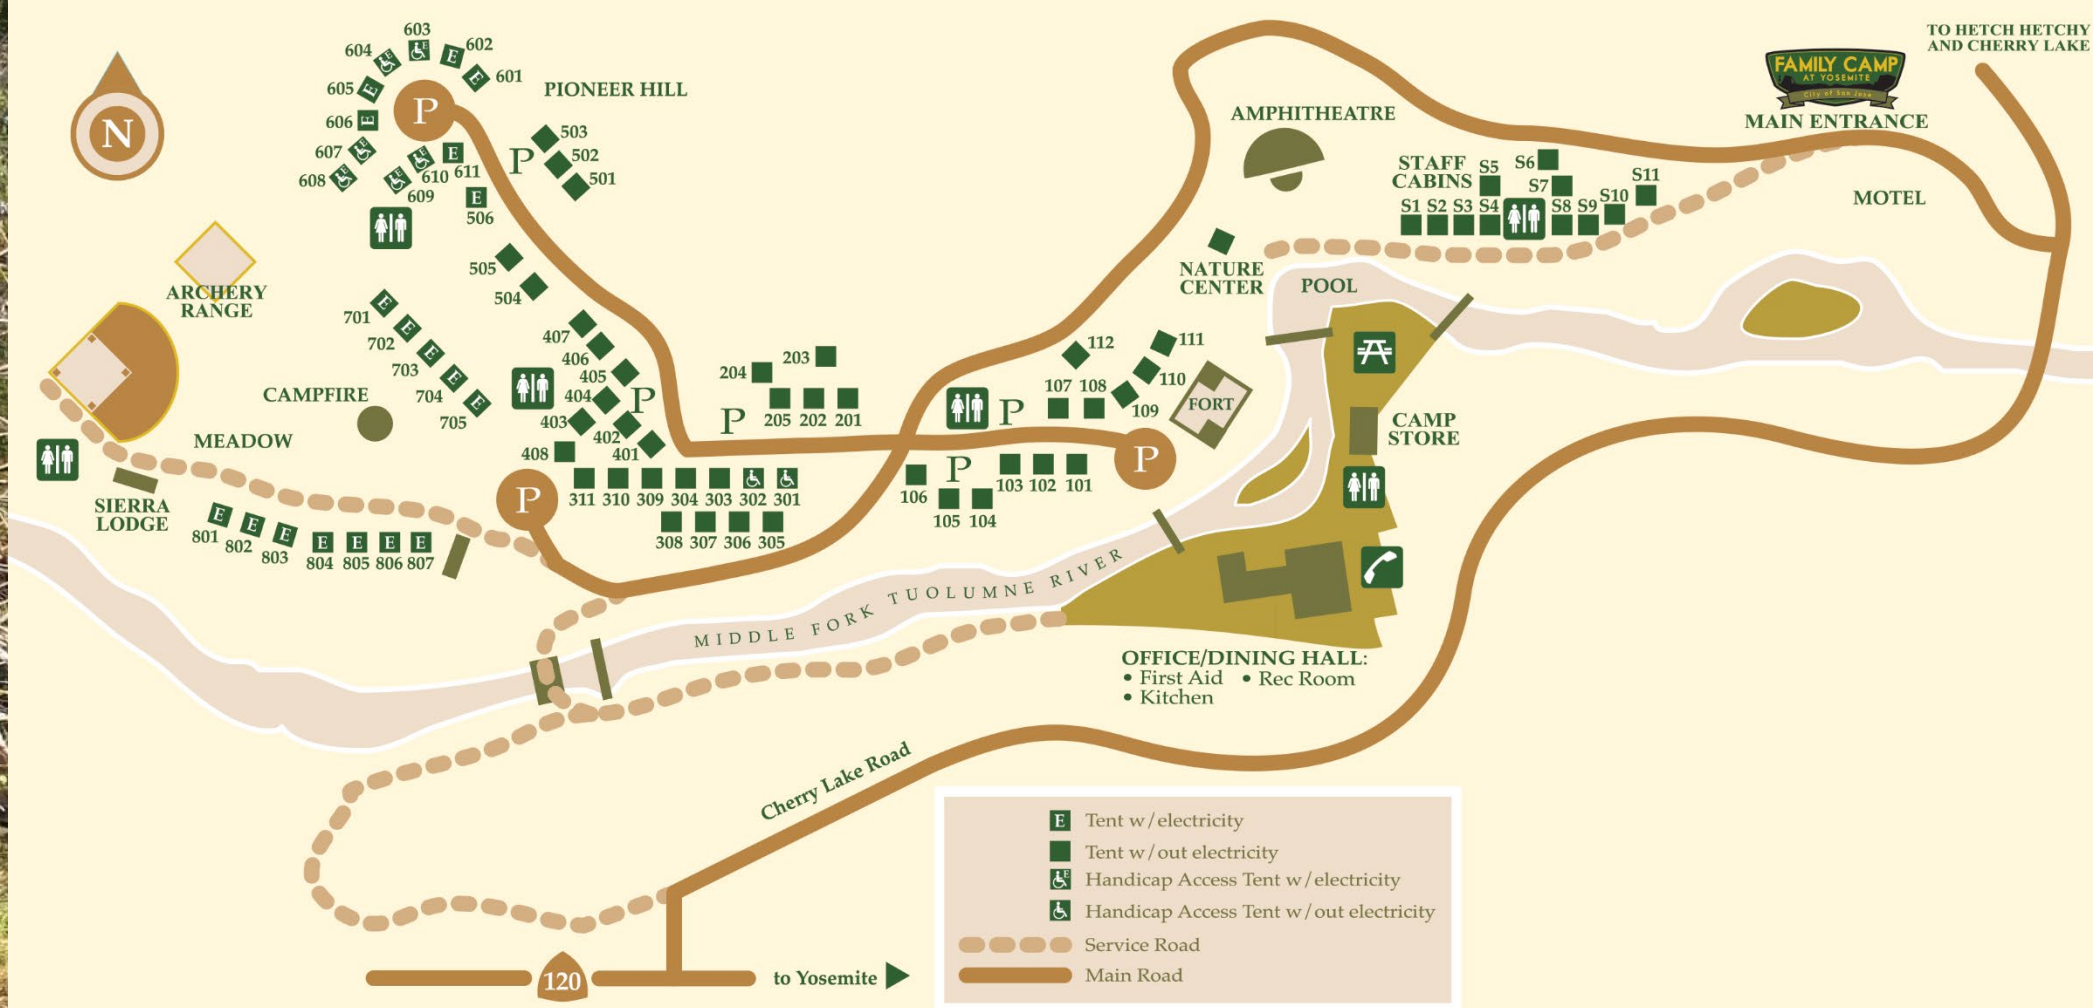 TO HETCH HETCHY
AND CHERRY LAKE
FAMILY CAMP
AT YOSEMITE
City of San Jose
MAIN ENTRANCE
MOTEL
N
603
604
602
601
605
606
607
608
609
610
611
P
PIONEER HILL
P
503
502
501
506
505
504
ARCHERY
RANGE
701
702
703
704
705
CAMPFIRE
MEADOW
SIERRA
LODGE
801
802
803
804
805
806
807
407
406
405
404
403
402
401
408
P
P
311
310
309
304
303
302
301
308
307
306
305
204
203
P
205
202
201
AMPHITHEATRE
NATURE
CENTER
STAFF
CABINS
S5
S6
S7
S11
S1
S2
S3
S4
S8
S9
S10
POOL
112
111
110
107
108
109
FORT
P
P
106
P
103
102
101
105
104
CAMP
STORE
MIDDLE FORK TUOLUMNE RIVER
OFFICE/DINING HALL:
• First Aid • Rec Room
• Kitchen
Cherry Lake Road
120
to Yosemite
E Tent w/electricity
Tent w/out electricity
E Handicap Access Tent w/electricity
Handicap Access Tent w/out electricity
Service Road
Main Road